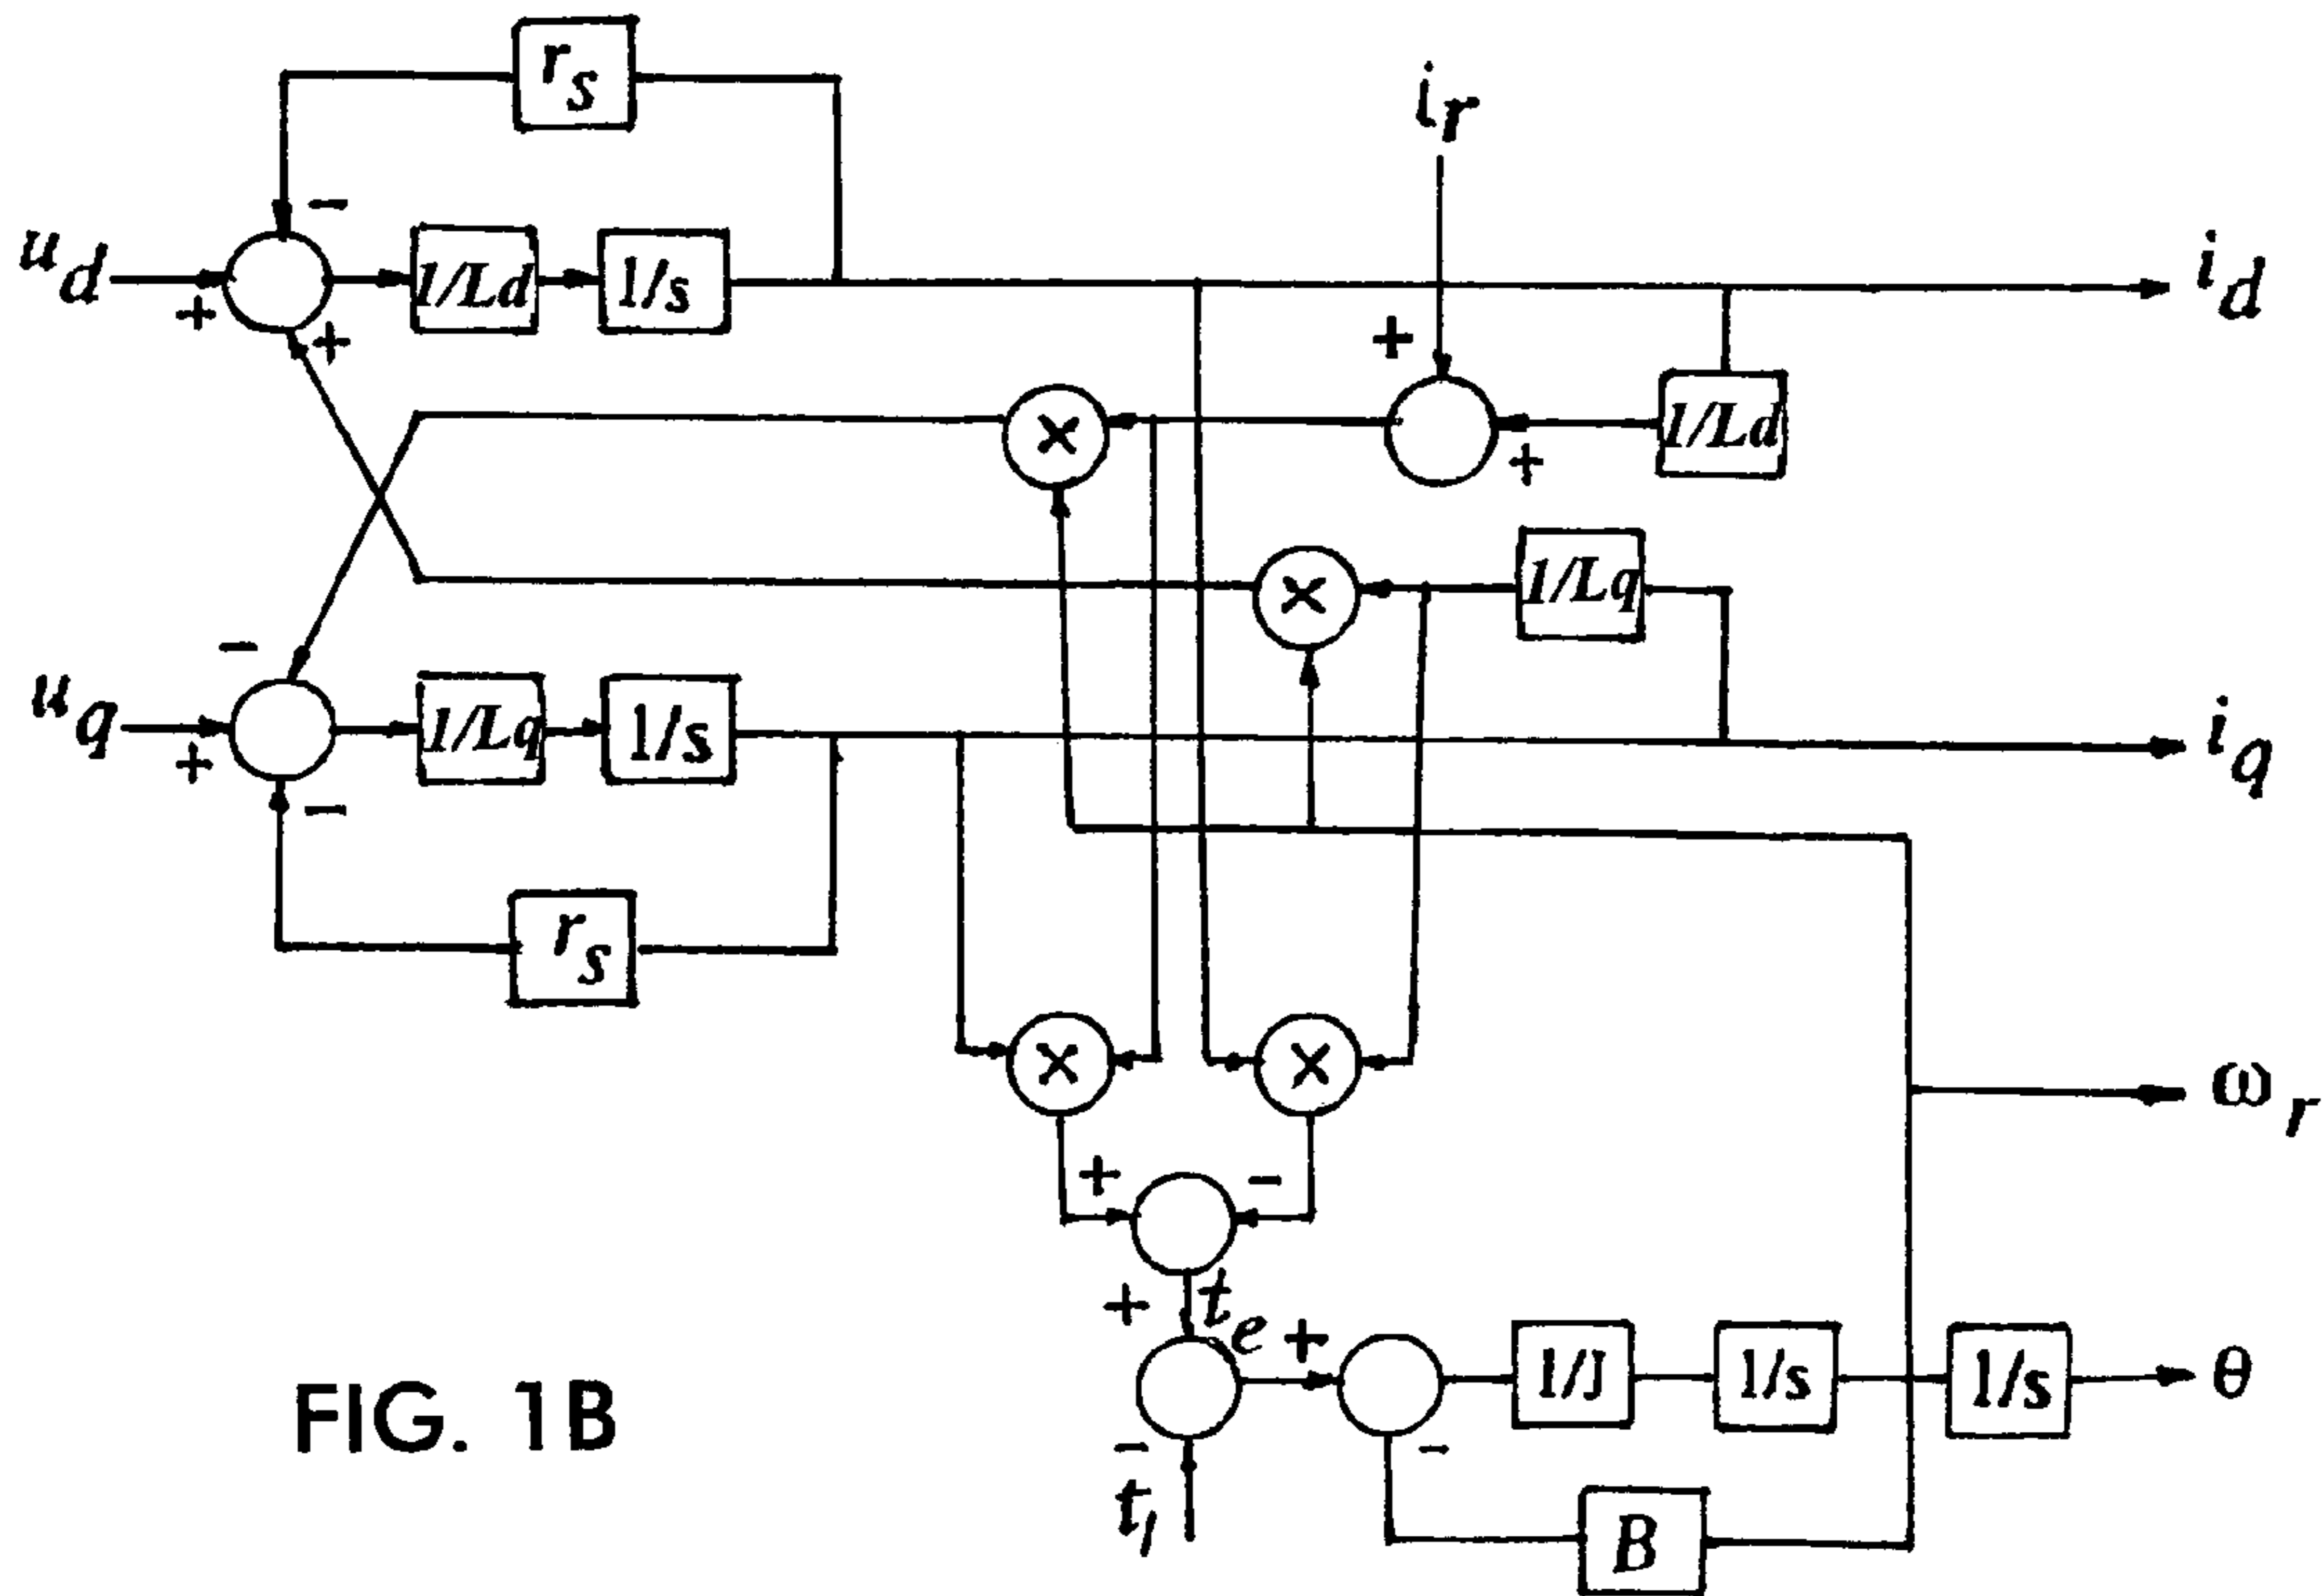 r_s
i_r
u_d
−
+
+
1/Ld
1/s
i_d
+
+
1/Ld
×
×
1/Lq
u_q
−
+
−
1/Lq
1/s
i_q
r_s
×
×
ω_r
+
−
+
t_e
+
1/J
1/s
1/s
θ
−
t_l
−
B
FIG. 1B